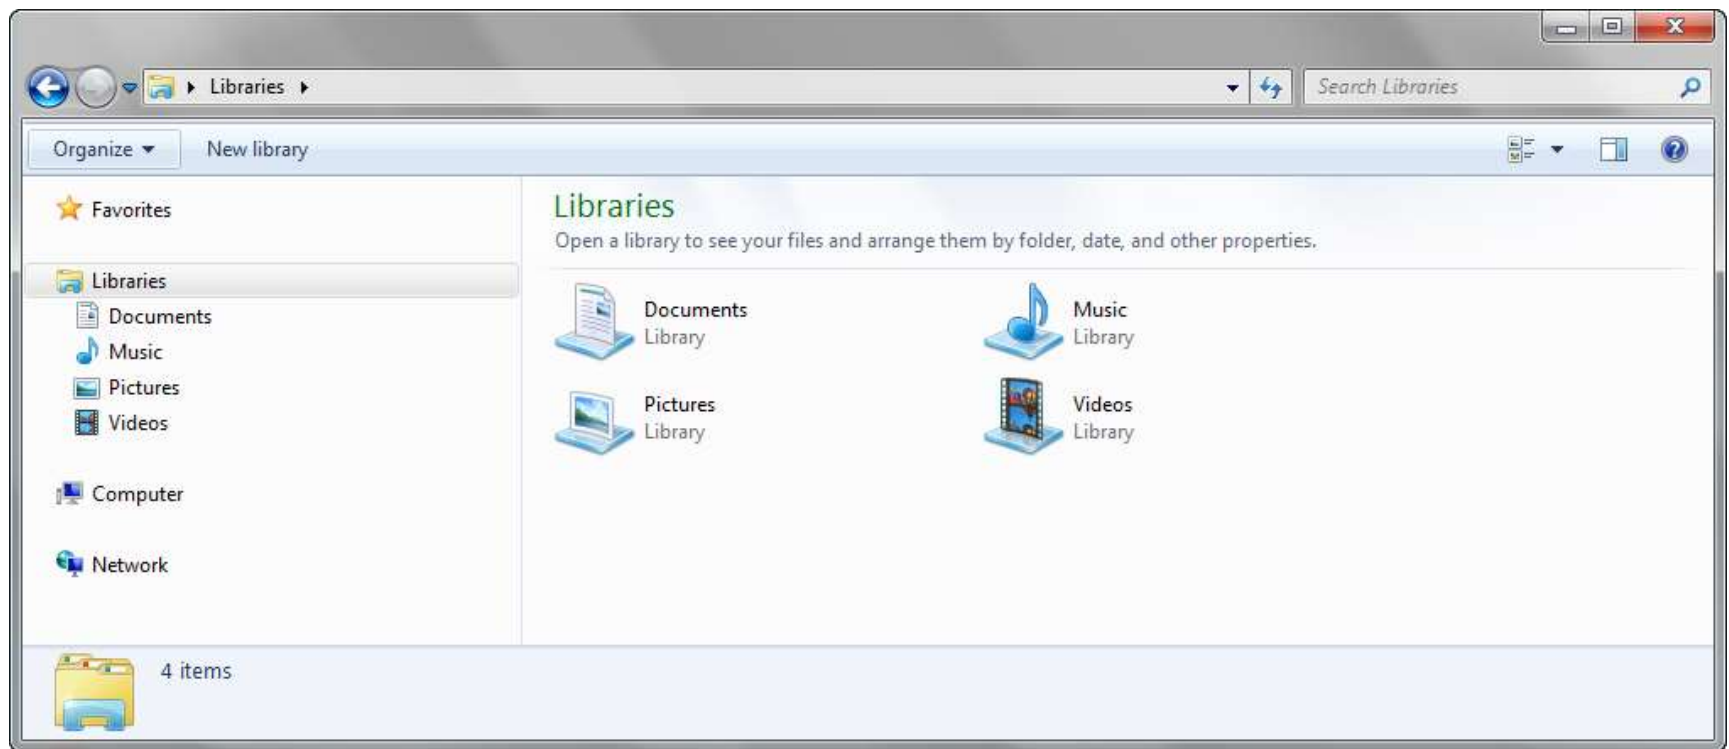 Libraries
Search Libraries
Organize
New library
Favorites
Libraries
Documents
Music
Pictures
Videos
Computer
Network
Libraries
Open a library to see your files and arrange them by folder, date, and other properties.
Documents
Library
Music
Library
Pictures
Library
Videos
Library
4 items